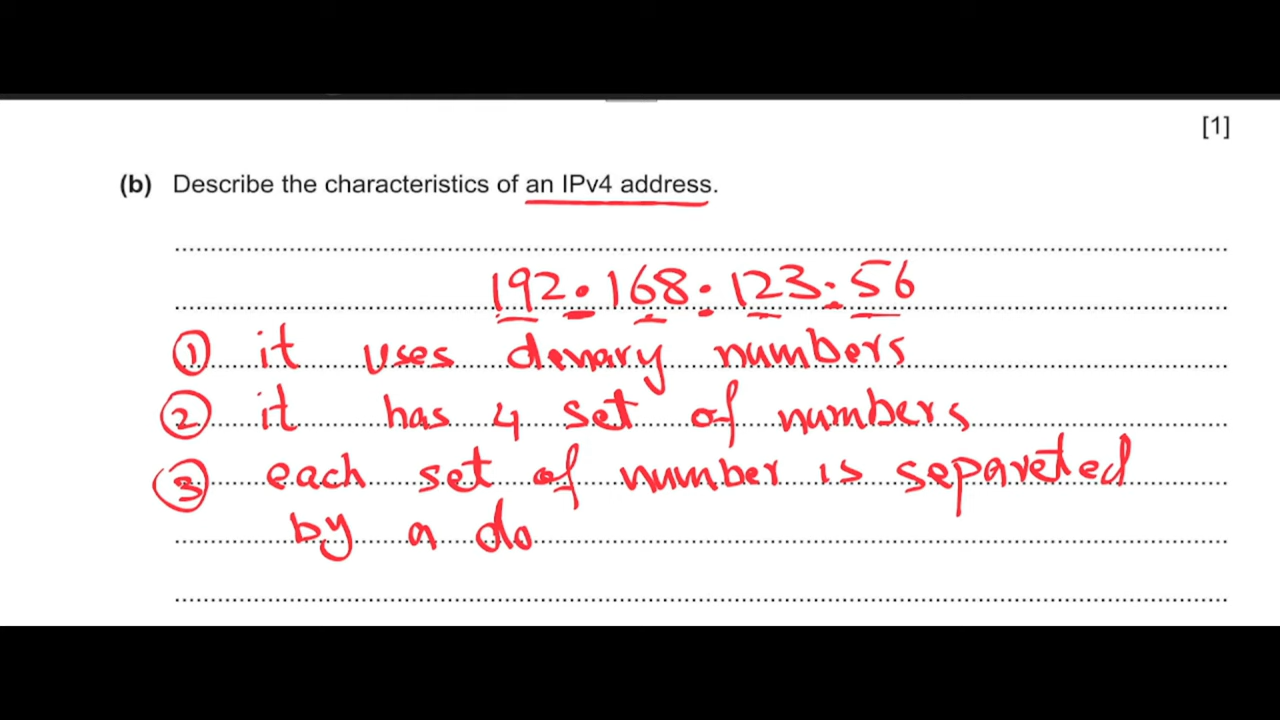 [1]
(b) Describe the characteristics of an IPv4 address.
192.168.123.56
① it uses denary numbers
② it has 4 set of numbers
③ each set of number is separeted
by a do